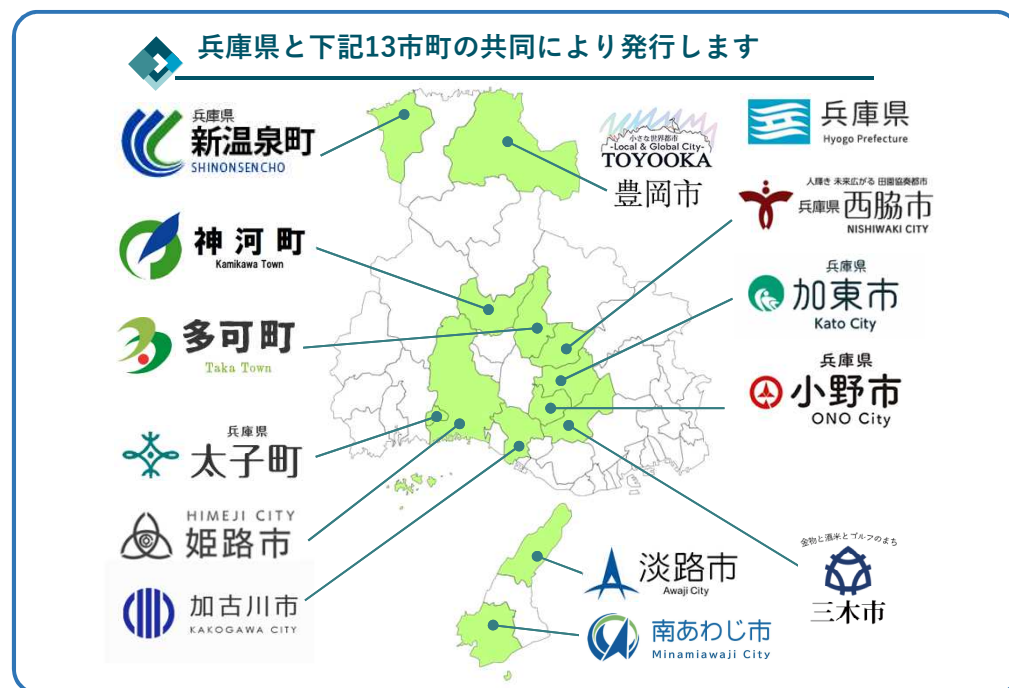 兵庫県と下記13市町の共同により発行します
兵庫県
新温泉町
SHINONSENCHO
小さな世界都市
-Local & Global City-
TOYOOKA
豊岡市
兵庫県
Hyogo Prefecture
人輝き 未来広がる 田園協奏都市
兵庫県 西脇市
NISHIWAKI CITY
神河町
Kamikawa Town
兵庫県
加東市
Kato City
多可町
Taka Town
兵庫県
小野市
ONO City
兵庫県
太子町
HIMEJI CITY
姫路市
金物と酒米とゴルフのまち
三木市
淡路市
Awaji City
加古川市
KAKOGAWA CITY
南あわじ市
Minamiawaji City